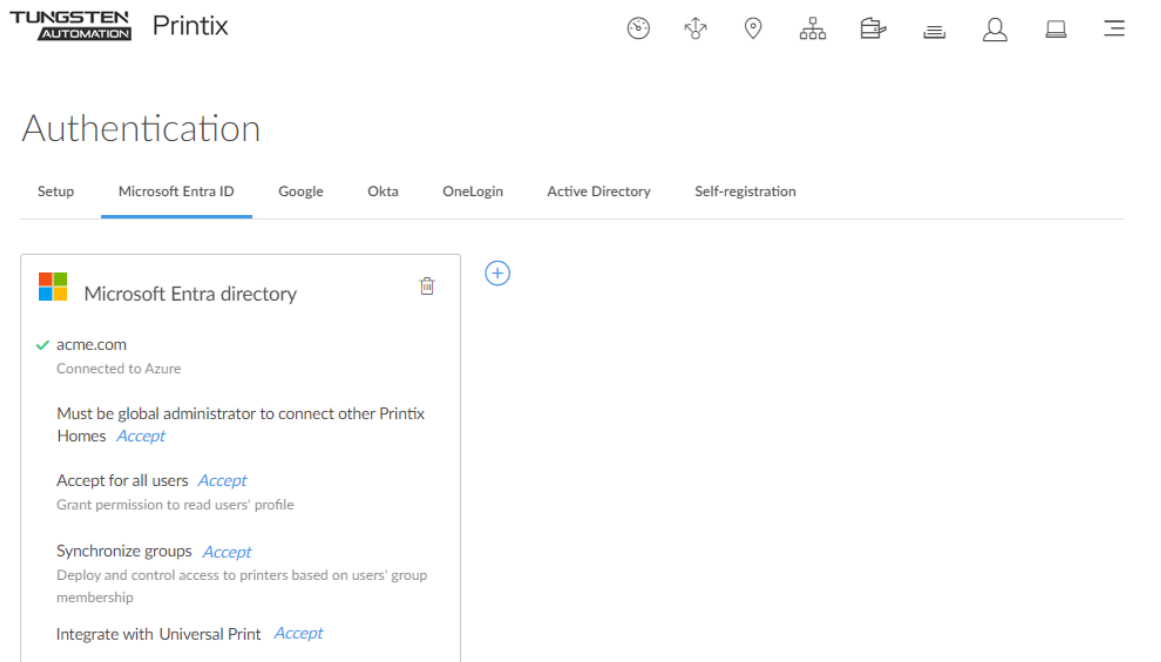 TUNGSTEN
AUTOMATION
Printix
Authentication
Setup Microsoft Entra ID Google Okta OneLogin Active Directory Self-registration
Microsoft Entra directory
acme.com
Connected to Azure
Must be global administrator to connect other Printix
Homes Accept
Accept for all users Accept
Grant permission to read users' profile
Synchronize groups Accept
Deploy and control access to printers based on users' group
membership
Integrate with Universal Print Accept